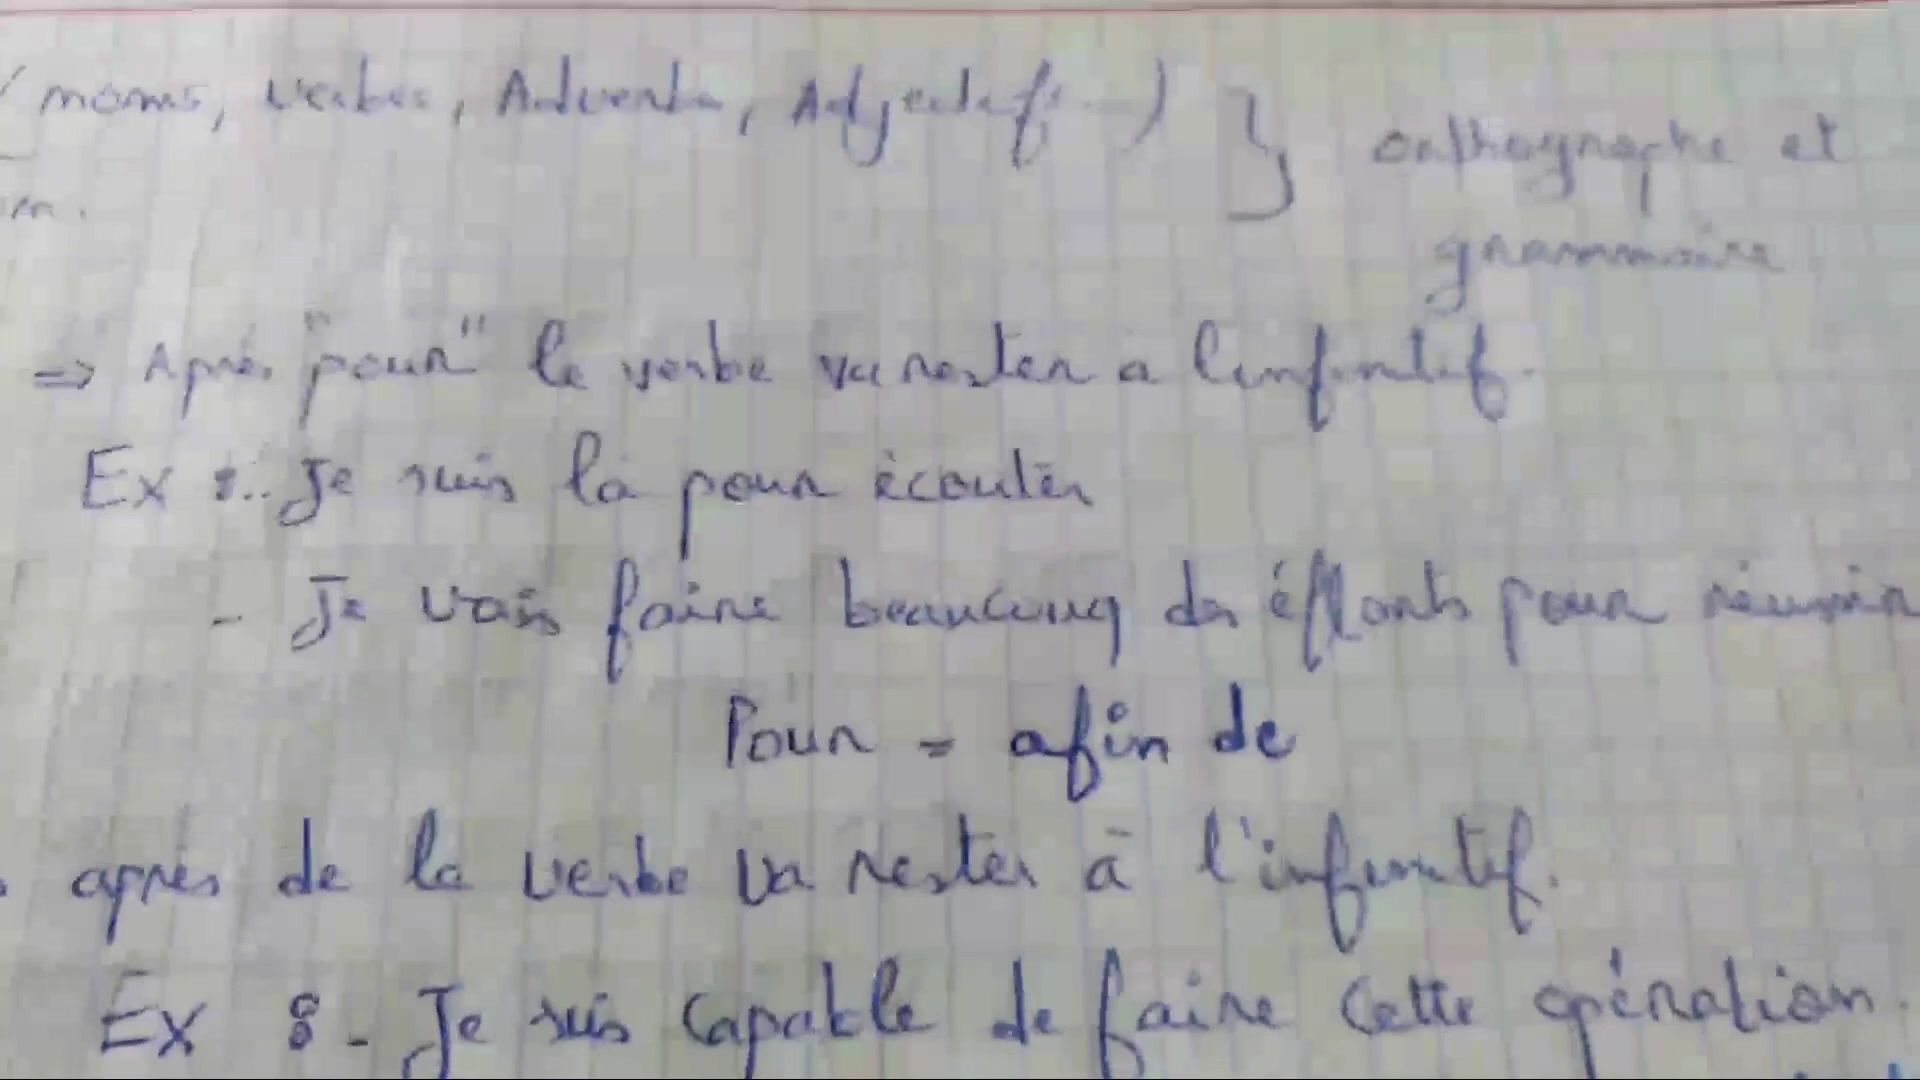 (noms, verbes, Adverbes, Adjectifs...) } orthographe et
grammaire
⇒ Après "pour" le verbe va rester à l'infinitif.
Ex :.. Je suis là pour écouter
- Je vais faire beaucoup des éfforts pour réussir
Pour = afin de
après de le verbe va rester à l'infinitif.
Ex : - Je suis capable de faire cette opération.